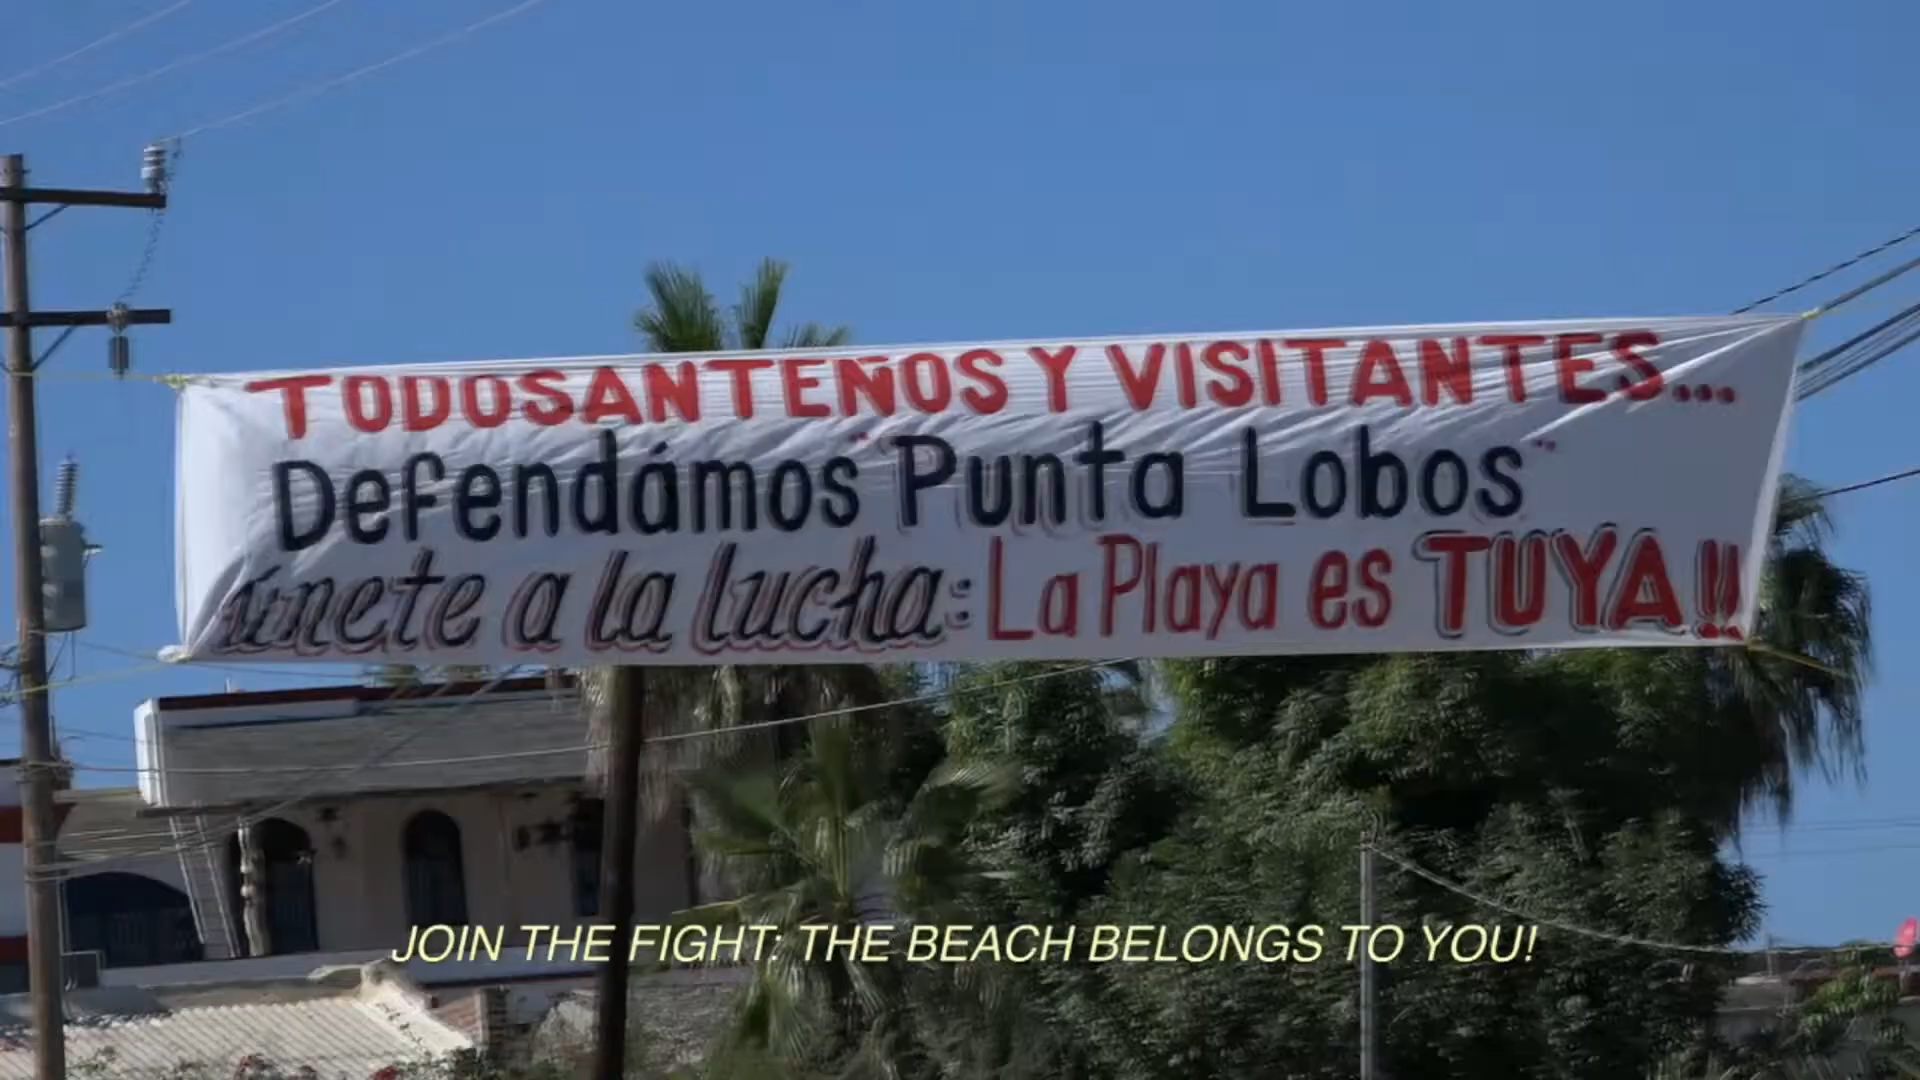 TODOSANTEÑOS Y VISITANTES...
Defendámos "Punta Lobos"
únete a la lucha: La Playa es TUYA!!
JOIN THE FIGHT: THE BEACH BELONGS TO YOU!